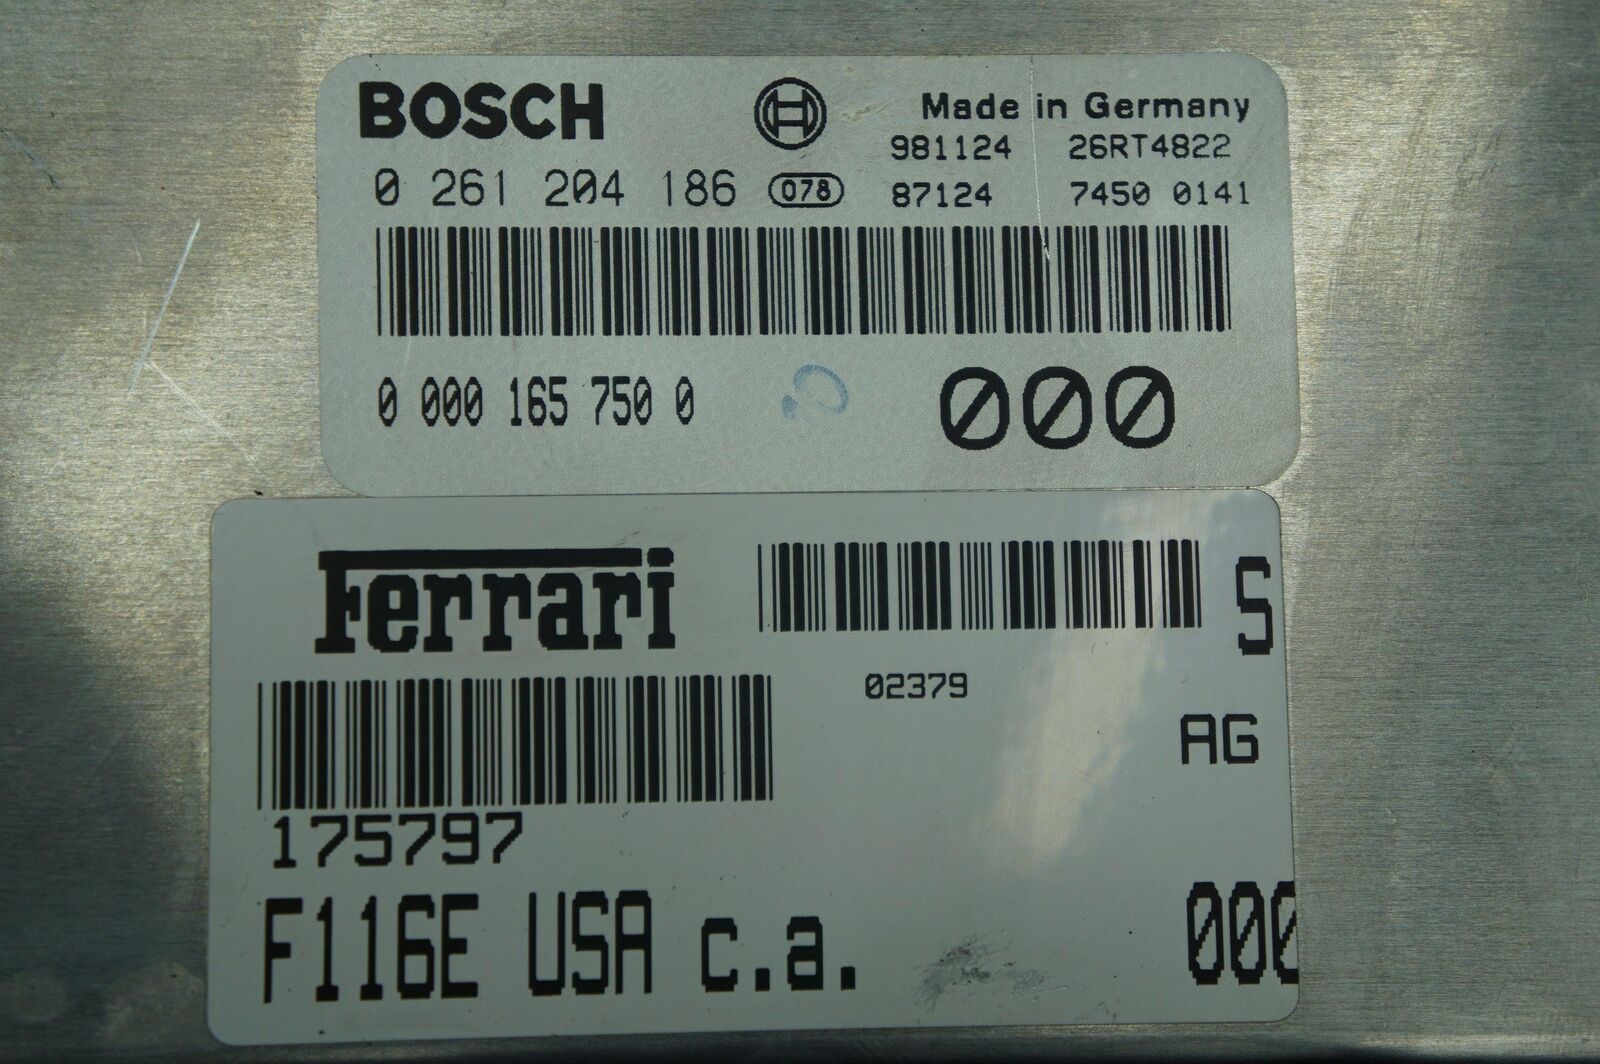 BOSCH
Made in Germany
981124 26RT4822
0 261 204 186 078 87124 7450 0141
0 000 165 750 0
000
Ferrari
S
02379
AG
175797
F116E USA c.a.
000